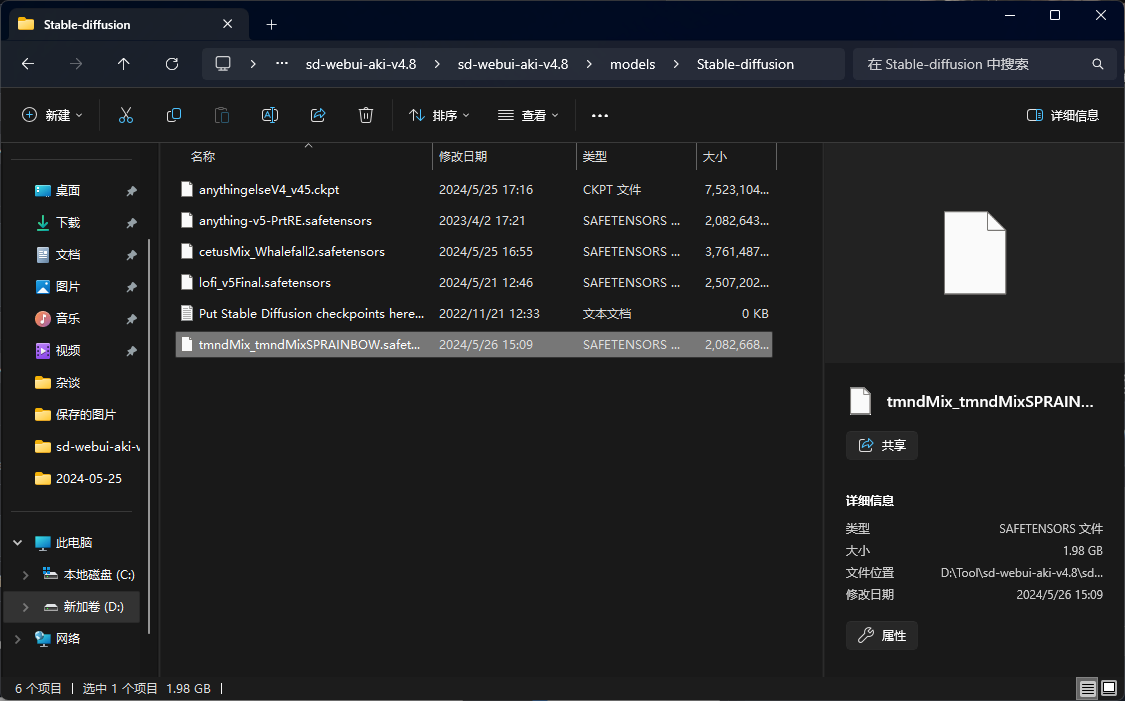 Stable-diffusion
sd-webui-aki-v4.8 sd-webui-aki-v4.8 models Stable-diffusion
在 Stable-diffusion 中搜索
新建 排序 查看 详细信息
桌面
下载
文档
图片
音乐
视频
杂谈
保存的图片
sd-webui-aki-v
2024-05-25
此电脑
本地磁盘 (C:)
新加卷 (D:)
网络
名称 修改日期 类型 大小
anythingelseV4_v45.ckpt 2024/5/25 17:16 CKPT 文件 7,523,104...
anything-v5-PrtRE.safetensors 2023/4/2 17:21 SAFETENSORS ... 2,082,643...
cetusMix_Whalefall2.safetensors 2024/5/25 16:55 SAFETENSORS ... 3,761,487...
lofi_v5Final.safetensors 2024/5/21 12:46 SAFETENSORS ... 2,507,202...
Put Stable Diffusion checkpoints here... 2022/11/21 12:33 文本文档 0 KB
tmndMix_tmndMixSPRAINBOW.safet... 2024/5/26 15:09 SAFETENSORS ... 2,082,668...
tmndMix_tmndMixSPRAIN...
共享
详细信息
类型 SAFETENSORS 文件
大小 1.98 GB
文件位置 D:\Tool\sd-webui-aki-v4.8\sd...
修改日期 2024/5/26 15:09
属性
6 个项目 | 选中 1 个项目 1.98 GB |